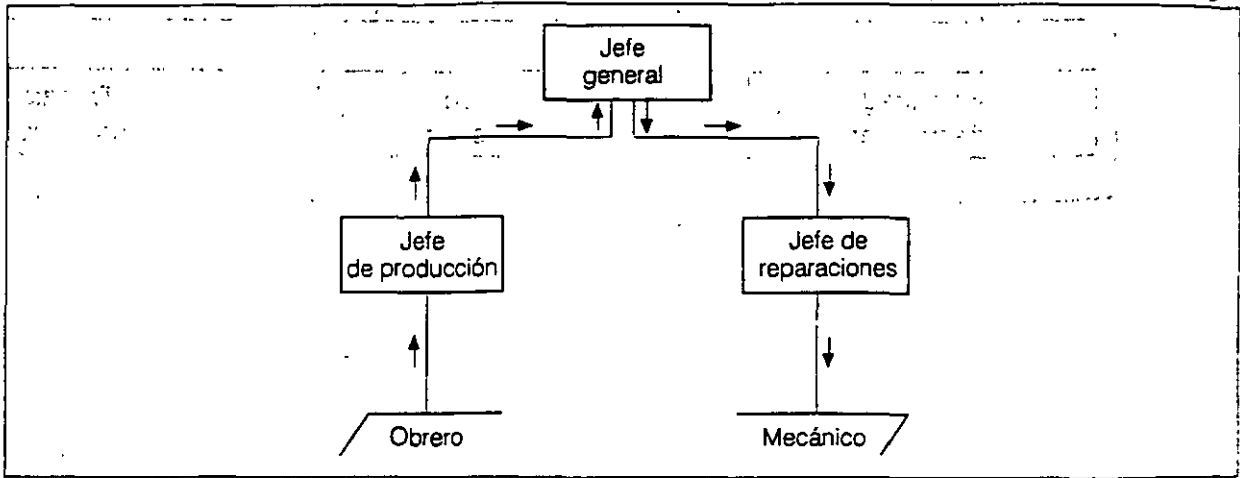 Jefe
general
Jefe
de producción
Jefe de
reparaciones
Obrero
Mecánico